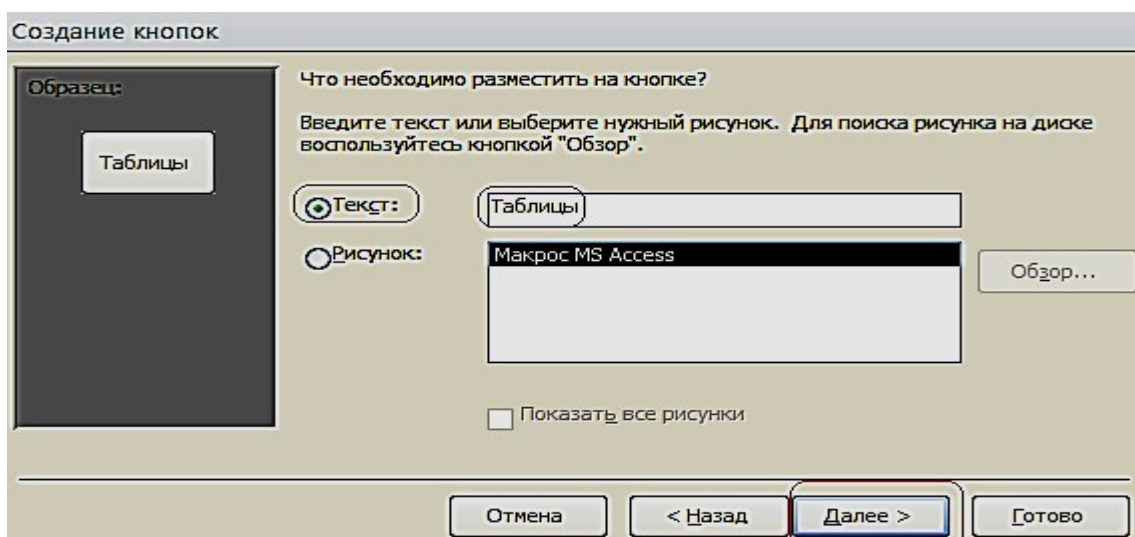 Создание кнопок
Образец:
Таблицы
Что необходимо разместить на кнопке?
Введите текст или выберите нужный рисунок. Для поиска рисунка на диске
воспользуйтесь кнопкой "Обзор".
Текст: Таблицы
Рисунок: Макрос MS Access
Обзор...
Показать все рисунки
Отмена < Назад Далее > Готово